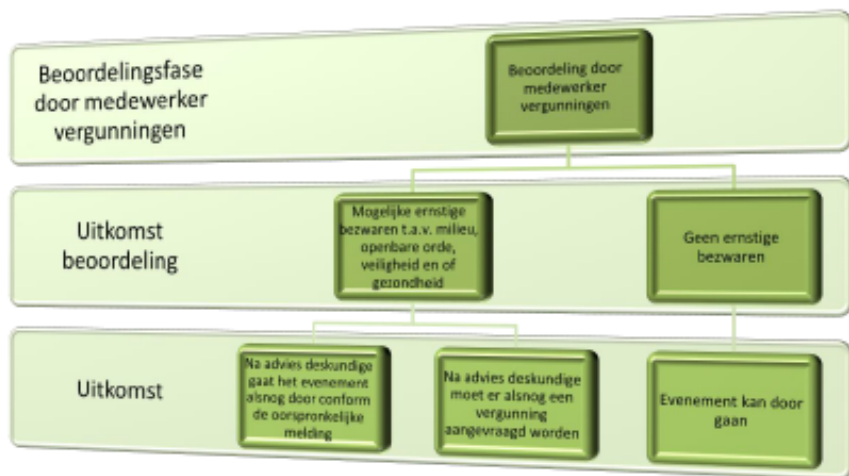 Beoordelingsfase
door medewerker
vergunningen
Beoordeling door
medewerker
vergunningen
Uitkomst
beoordeling
Mogelijke ernstige
bezwaren t.a.v. milieu,
openbare orde,
veiligheid en of
gezondheid
Geen ernstige
bezwaren
Uitkomst
Na advies deskundige
gaat het evenement
alsnog door conform
de oorspronkelijke
melding
Na advies deskundige
moet er alsnog een
vergunning
aangevraagd worden
Evenement kan door
gaan